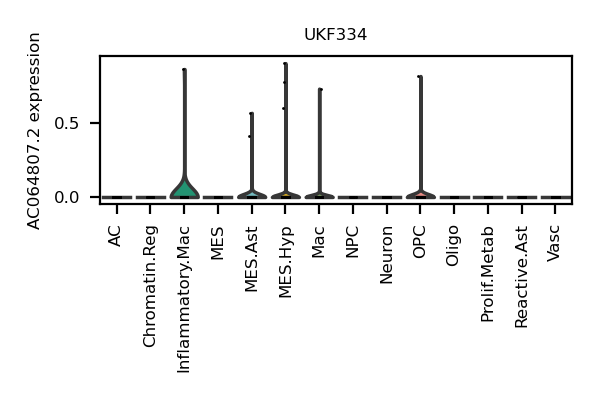 UKF334
AC064807.2 expression
0.5
0.0
AC
Chromatin.Reg
Inflammatory.Mac
MES
MES.Ast
MES.Hyp
Mac
NPC
Neuron
OPC
Oligo
Prolif.Metab
Reactive.Ast
Vasc